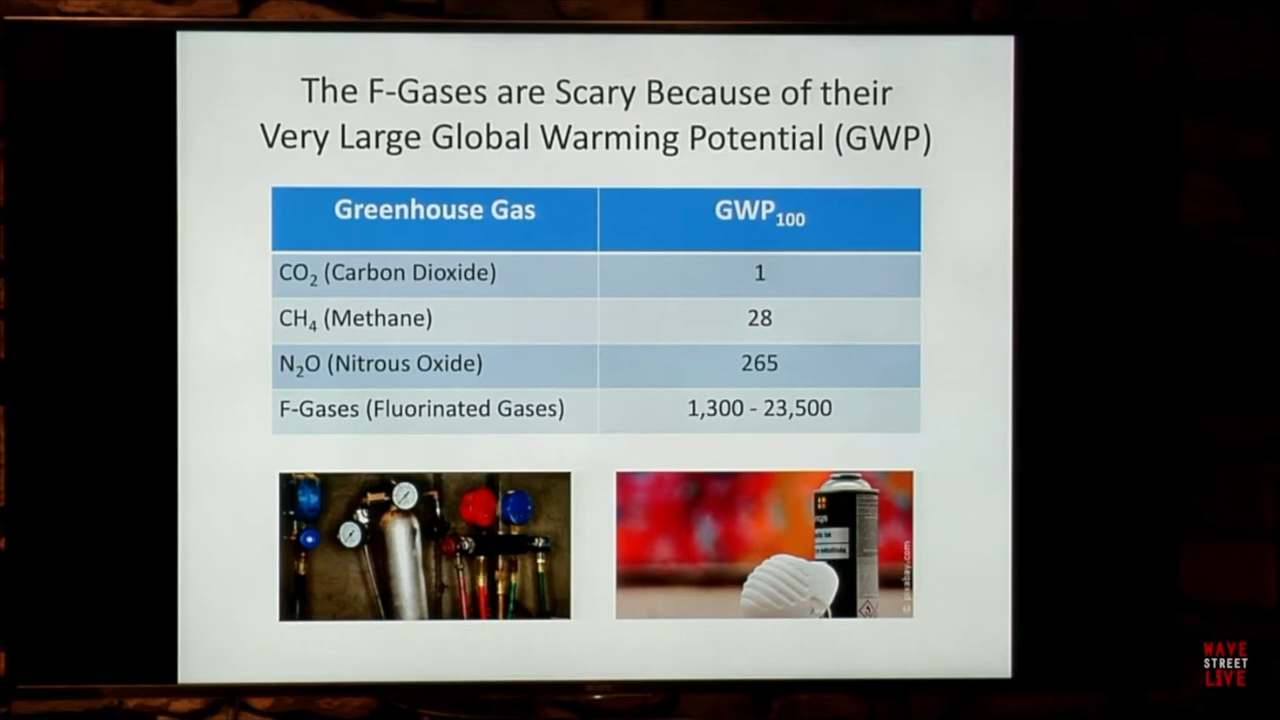 The F-Gases are Scary Because of their
Very Large Global Warming Potential (GWP)
Greenhouse Gas GWP₁₀₀
CO₂ (Carbon Dioxide) 1
CH₄ (Methane) 28
N₂O (Nitrous Oxide) 265
F-Gases (Fluorinated Gases) 1,300 - 23,500
© pixabay.com
WAVE
STREET
LIVE